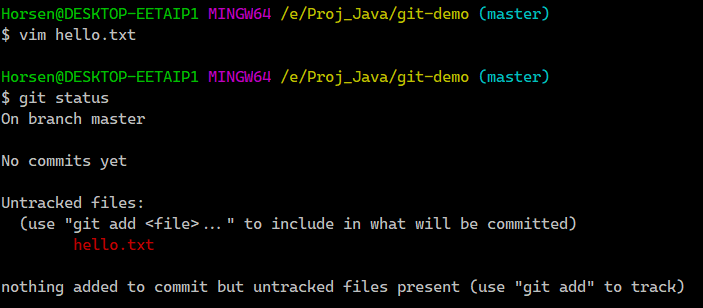 Horsen@DESKTOP-EETAIP1 MINGW64 /e/Proj_Java/git-demo (master)
$ vim hello.txt
Horsen@DESKTOP-EETAIP1 MINGW64 /e/Proj_Java/git-demo (master)
$ git status
On branch master
No commits yet
Untracked files:
(use "git add <file>..." to include in what will be committed)
hello.txt
nothing added to commit but untracked files present (use "git add" to track)